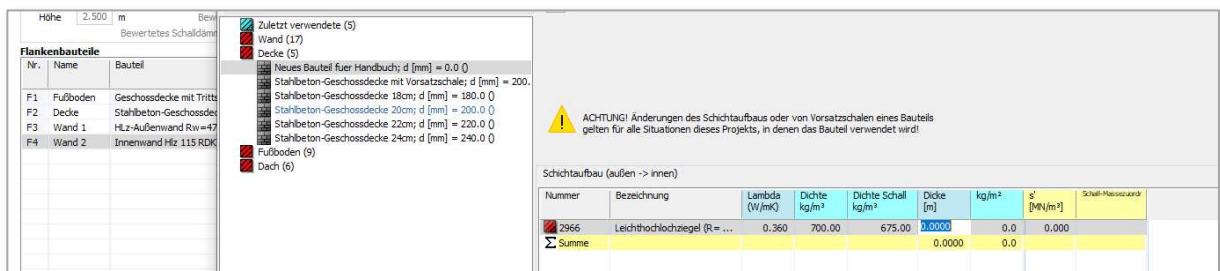 Höhe 2.500 m
Bewertetes
Flankenbauteile
Nr. Name Bauteil
F1 Fußboden Geschossdecke mit
F2 Decke
F3 Wand 1 HLz-Außenwand Rw=47
F4 Wand 2 Innenwand Hlz 115 RDK
Zuletzt verwendete (5)
Wand (17)
Decke (5)
Neues Bauteil fuer Handbuch; d [mm] = 0.0 ()
Stahlbeton-Geschossdecke mit Vorsatzschale; d [mm] = 200.
Stahlbeton-Geschossdecke 18cm; d [mm] = 180.0 ()
Stahlbeton-Geschossdecke 20cm; d [mm] = 200.0 ()
Stahlbeton-Geschossdecke 22cm; d [mm] = 220.0 ()
Stahlbeton-Geschossdecke 24cm; d [mm] = 240.0 ()
Fußboden (9)
Dach (6)
ACHTUNG! Änderungen des Schichtaufbaus oder von Vorsatzschalen eines Bauteils
gelten für alle Situationen dieses Projekts, in denen das Bauteil verwendet wird!
Schichtaufbau (außen -> innen)
Nummer Bezeichnung Lambda Dichte Dichte Schall Dicke kg/m² s' Schall-Massezuordr
(W/mK) kg/m³ kg/m³ [m] [MN/m³]
2966 Leichthochlochziegel (R= ... 0.360 700.00 675.00 0.0000 0.0 0.000
Σ Summe 0.0000 0.0